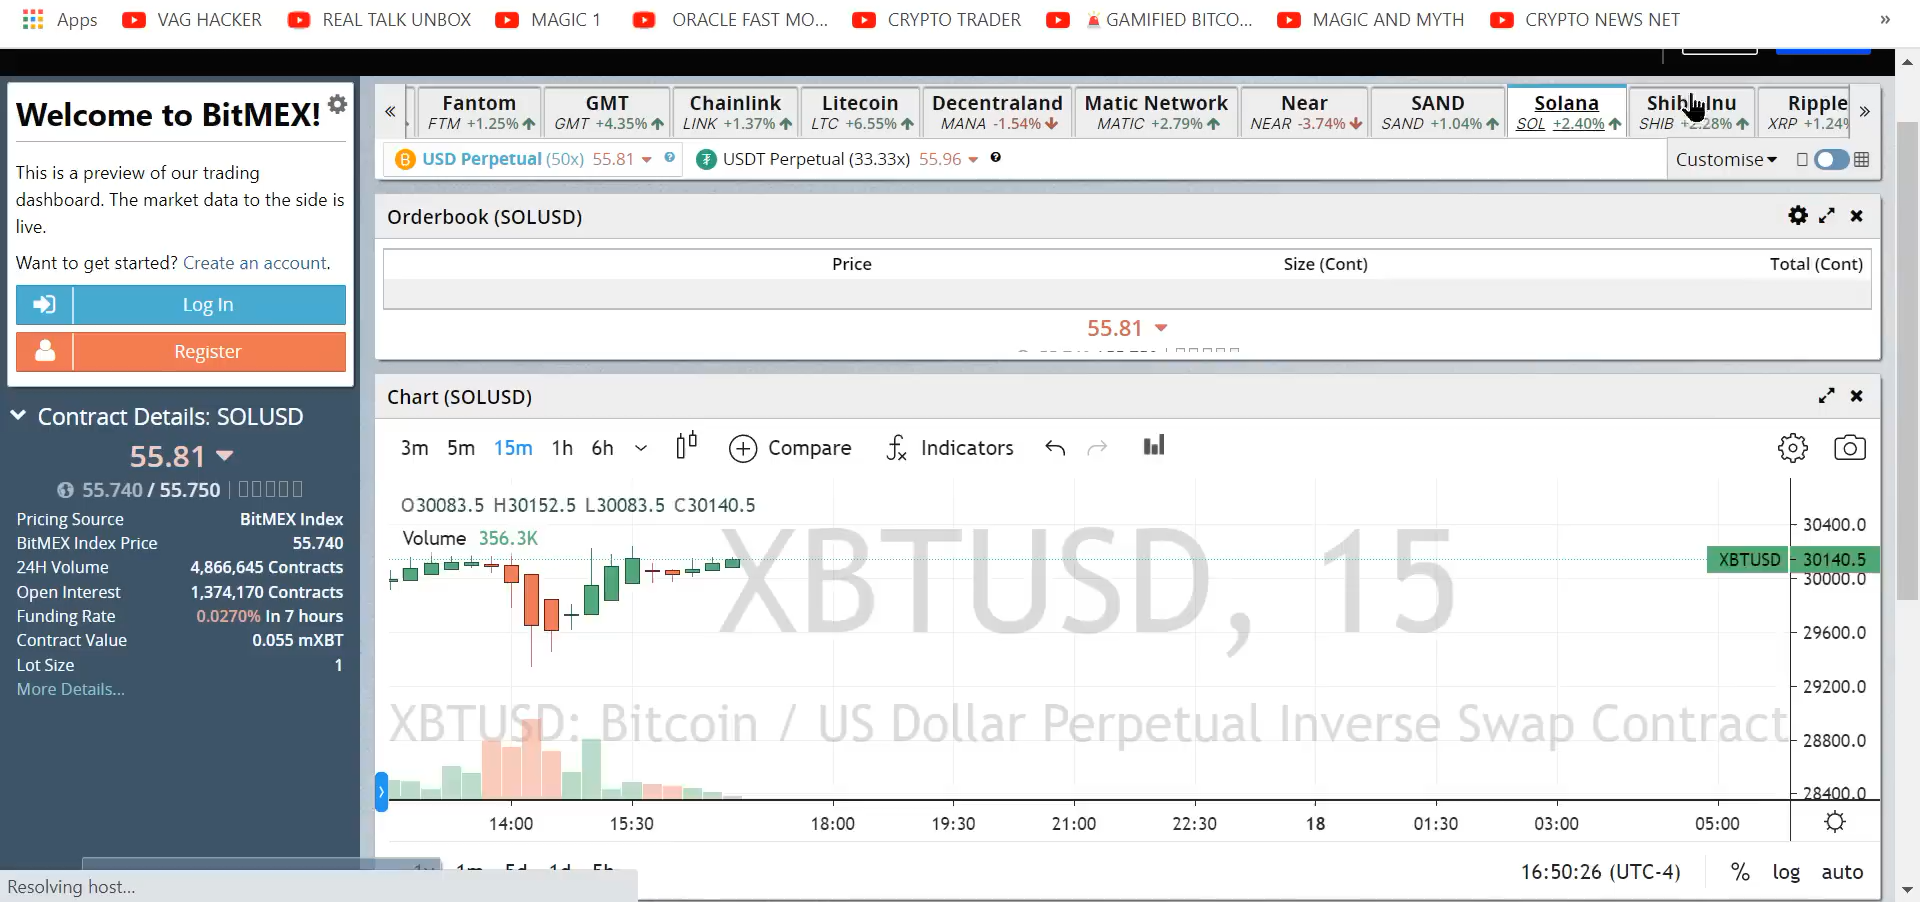 Apps VAG HACKER REAL TALK UNBOX MAGIC 1 ORACLE FAST MO... CRYPTO TRADER GAMIFIED BITCO... MAGIC AND MYTH CRYPTO NEWS NET »
Welcome to BitMEX!
This is a preview of our trading
dashboard. The market data to the side is
live.
Want to get started? Create an account.
Log In
Register
Contract Details: SOLUSD
55.81
55.740 / 55.750
Pricing Source BitMEX Index
BitMEX Index Price 55.740
24H Volume 4,866,645 Contracts
Open Interest 1,374,170 Contracts
Funding Rate 0.0270% In 7 hours
Contract Value 0.055 mXBT
Lot Size 1
More Details...
« Fantom GMT Chainlink Litecoin Decentraland Matic Network Near SAND Solana Inu Ripple »
FTM +1.25% GMT +4.35% LINK +1.37% LTC +6.55% MANA -1.54% MATIC +2.79% NEAR -3.74% SAND +1.04% SOL +2.40% SHIB +2.28% XRP +1.24%
USD Perpetual (50x) 55.81 USDT Perpetual (33.33x) 55.96 Customise
Orderbook (SOLUSD)
Price Size (Cont) Total (Cont)
55.81
Chart (SOLUSD)
3m 5m 15m 1h 6h Compare fx Indicators
O30083.5 H30152.5 L30083.5 C30140.5
Volume 356.3K
XBTUSD, 15
XBTUSD: Bitcoin / US Dollar Perpetual Inverse Swap Contract
30400.0
XBTUSD 30140.5
30000.0
29600.0
29200.0
28800.0
28400.0
14:00 15:30 18:00 19:30 21:00 22:30 18 01:30 03:00 05:00
16:50:26 (UTC-4) % log auto
Resolving host...